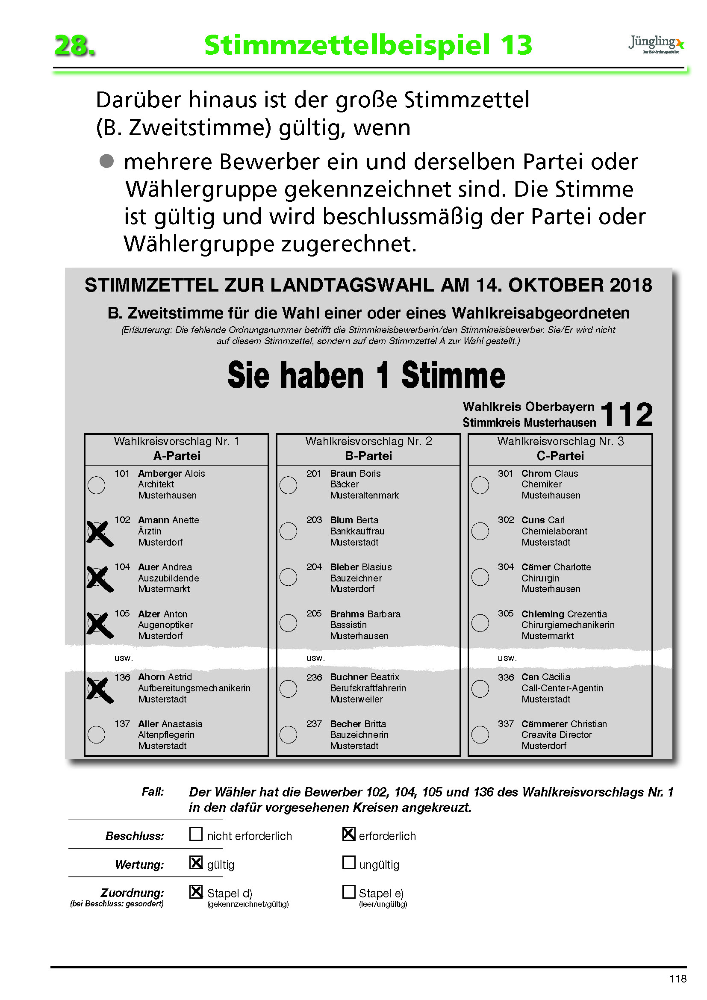 28. Stimmzettelbeispiel 13
Jüngling
Der Behördenspezialist
Darüber hinaus ist der große Stimmzettel
(B. Zweitstimme) gültig, wenn
● mehrere Bewerber ein und derselben Partei oder
Wählergruppe gekennzeichnet sind. Die Stimme
ist gültig und wird beschlussmäßig der Partei oder
Wählergruppe zugerechnet.
STIMMZETTEL ZUR LANDTAGSWAHL AM 14. OKTOBER 2018
B. Zweitstimme für die Wahl einer oder eines Wahlkreisabgeordneten
(Erläuterung: Die fehlende Ordnungsnummer betrifft die Stimmkreisbewerberin/den Stimmkreisbewerber. Sie/Er wird nicht
auf diesem Stimmzettel, sondern auf dem Stimmzettel A zur Wahl gestellt.)
Sie haben 1 Stimme
Wahlkreis Oberbayern
Stimmkreis Musterhausen
112
Wahlkreisvorschlag Nr. 1
A-Partei
101 Amberger Alois
Architekt
Musterhausen
102 Amann Anette
Ärztin
Musterdorf
104 Auer Andrea
Auszubildende
Mustermarkt
105 Alzer Anton
Augenoptiker
Musterdorf
usw.
136 Ahorn Astrid
Aufbereitungsmechanikerin
Musterstadt
137 Aller Anastasia
Altenpflegerin
Musterstadt
Wahlkreisvorschlag Nr. 2
B-Partei
201 Braun Boris
Bäcker
Musteraltenmark
203 Blum Berta
Bankkauffrau
Musterstadt
204 Bieber Blasius
Bauzeichner
Musterdorf
205 Brahms Barbara
Bassistin
Musterhausen
usw.
236 Buchner Beatrix
Berufskraftfahrerin
Musterweiler
237 Becher Britta
Bauzeichnerin
Musterstadt
Wahlkreisvorschlag Nr. 3
C-Partei
301 Chrom Claus
Chemiker
Musterhausen
302 Cuns Carl
Chemielaborant
Musterstadt
304 Cämer Charlotte
Chirurgin
Musterhausen
305 Chieming Crezentia
Chirurgiemechanikerin
Mustermarkt
usw.
336 Can Cäcilia
Call-Center-Agentin
Musterstadt
337 Cämmerer Christian
Creavite Director
Musterdorf
Fall: Der Wähler hat die Bewerber 102, 104, 105 und 136 des Wahlkreisvorschlags Nr. 1
in den dafür vorgesehenen Kreisen angekreuzt.
Beschluss: nicht erforderlich erforderlich
Wertung: gültig ungültig
Zuordnung: Stapel d) Stapel e)
(bei Beschluss: gesondert) (gekennzeichnet/gültig) (leer/ungültig)
118